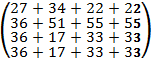 27 + 34 + 22 + 22
36 + 51 + 55 + 55
36 + 17 + 33 + 33
36 + 17 + 33 + 33